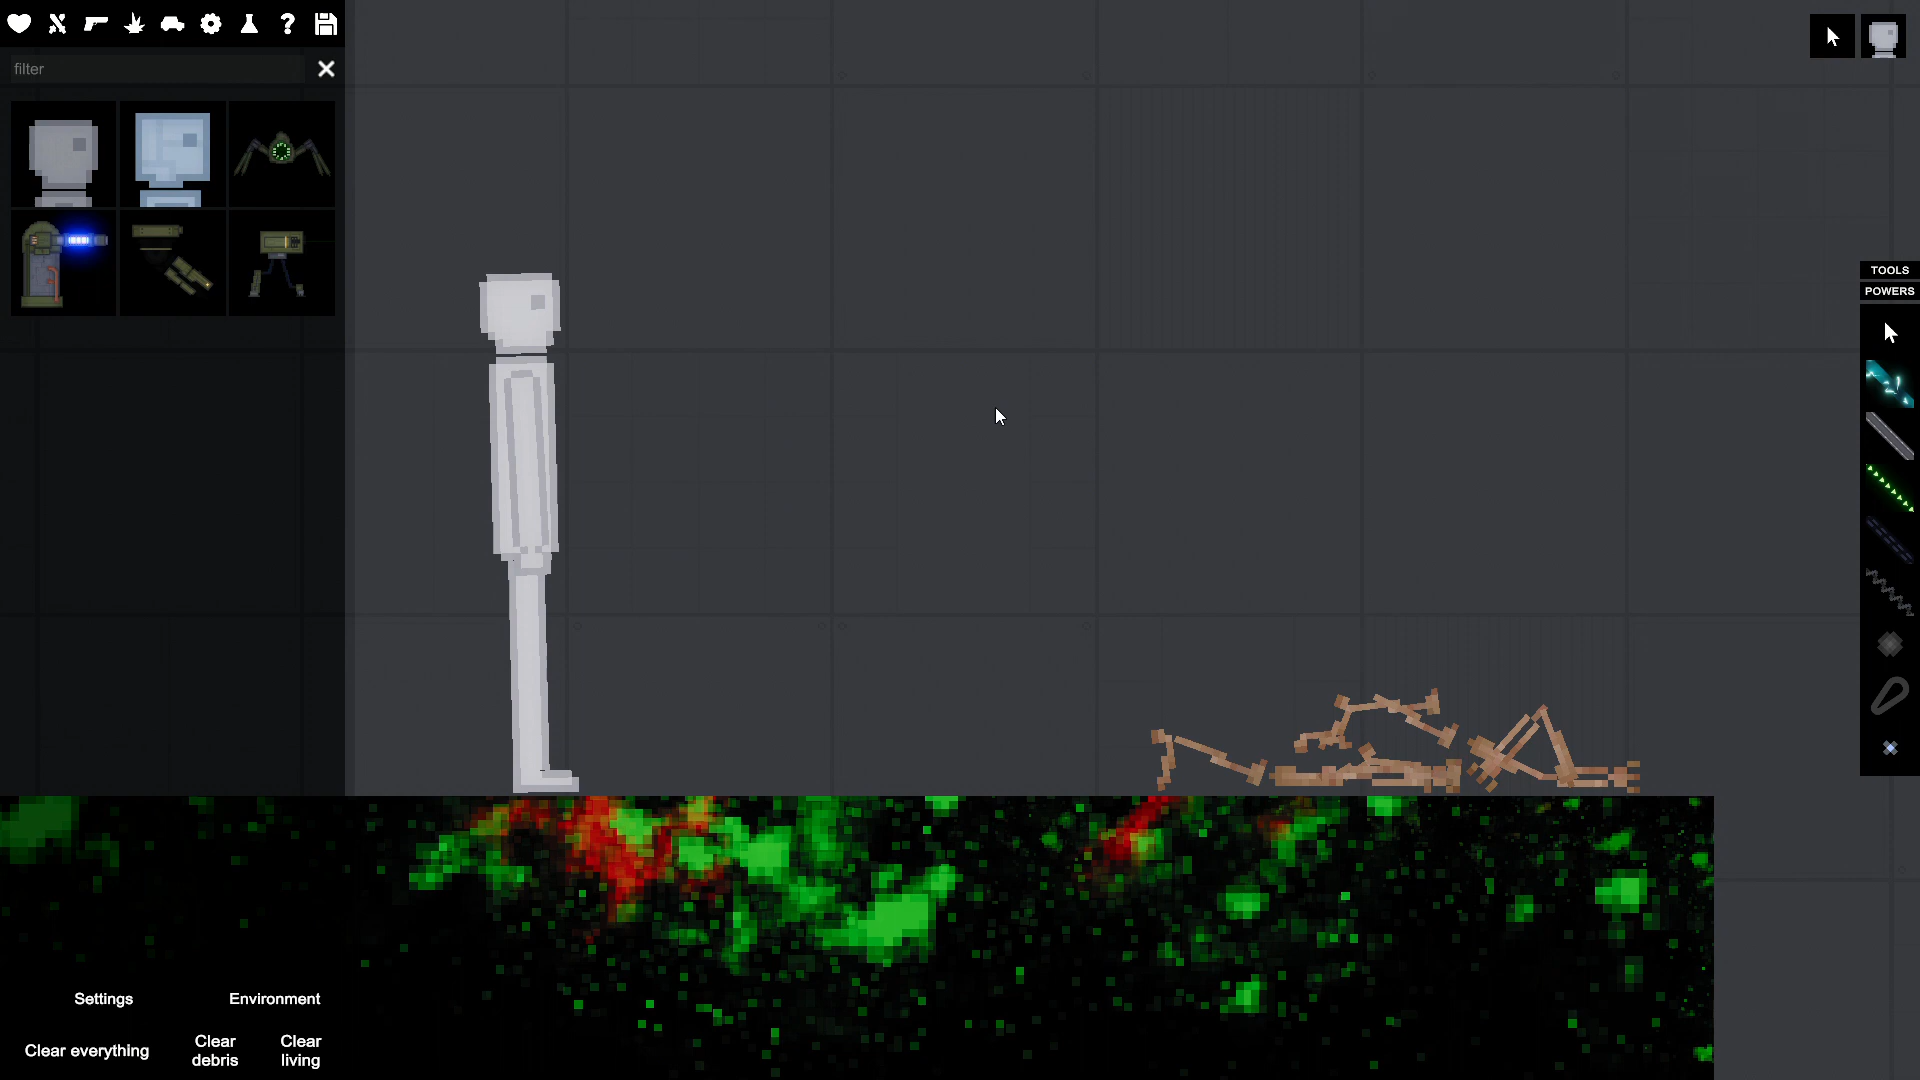 filter
TOOLS
POWERS
Settings
Environment
Clear everything
Clear
debris
Clear
living